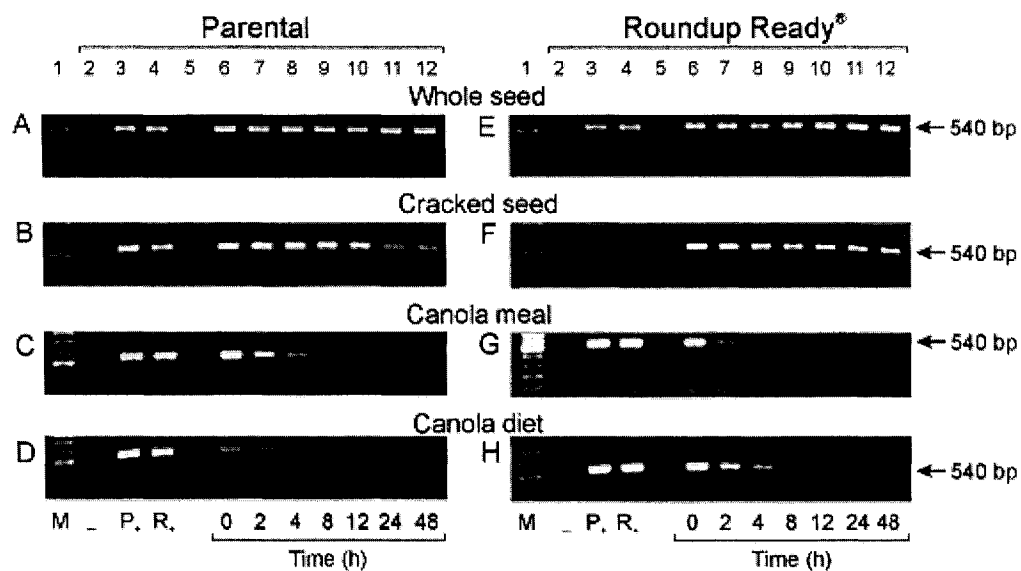 Parental Roundup Ready®
1 2 3 4 5 6 7 8 9 10 11 12 1 2 3 4 5 6 7 8 9 10 11 12
Whole seed
A E ← 540 bp
Cracked seed
B F ← 540 bp
Canola meal
C G ← 540 bp
Canola diet
D H ← 540 bp
M – P+ R+ 0 2 4 8 12 24 48 M – P+ R+ 0 2 4 8 12 24 48
Time (h) Time (h)